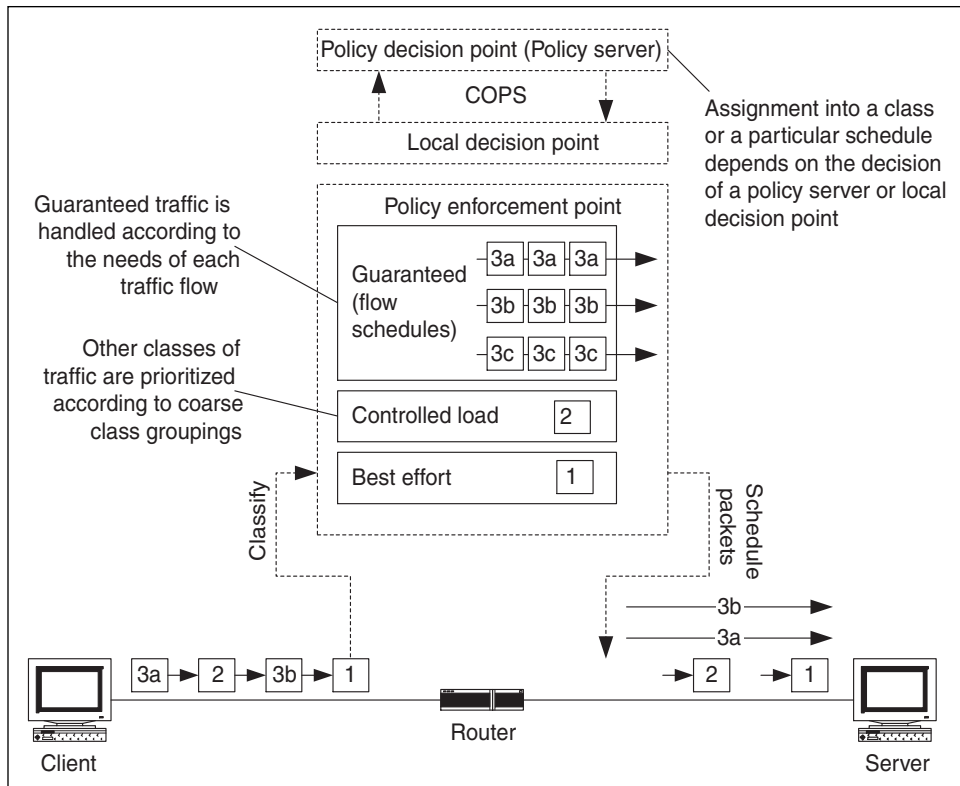 Policy decision point (Policy server)
COPS
Local decision point
Assignment into a class
or a particular schedule
depends on the decision
of a policy server or local
decision point
Guaranteed traffic is
handled according to
the needs of each
traffic flow
Other classes of
traffic are prioritized
according to coarse
class groupings
Policy enforcement point
Guaranteed
(flow
schedules)
3a 3a 3a
3b 3b 3b
3c 3c 3c
Controlled load 2
Best effort 1
Classify
Schedule
packets
3b
3a
3a 2 3b 1
2 1
Client
Router
Server